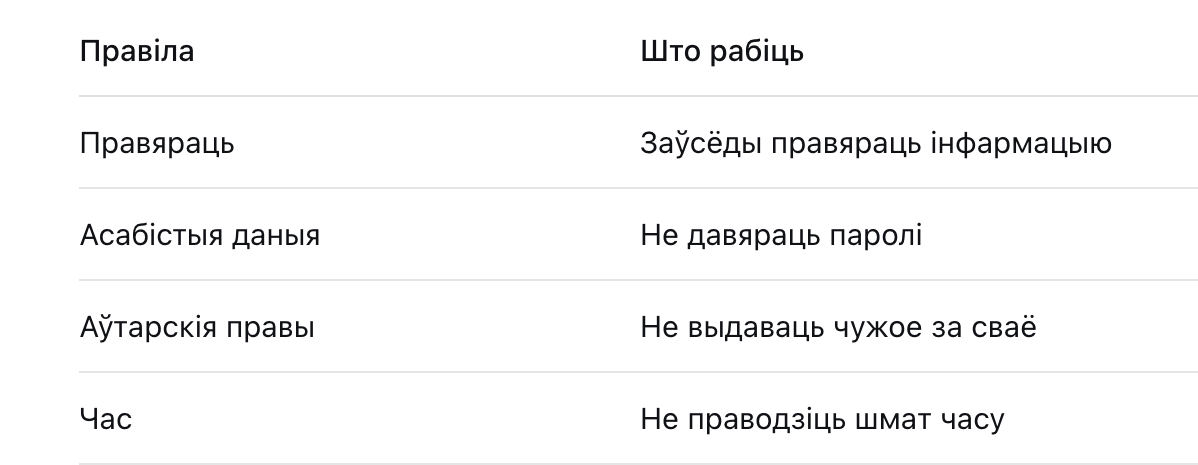 Правіла Што рабіць
Правяраць Заўсёды правяраць інфармацыю
Асабістыя даныя Не давяраць паролі
Аўтарскія правы Не выдаваць чужое за сваё
Час Не праводзіць шмат часу